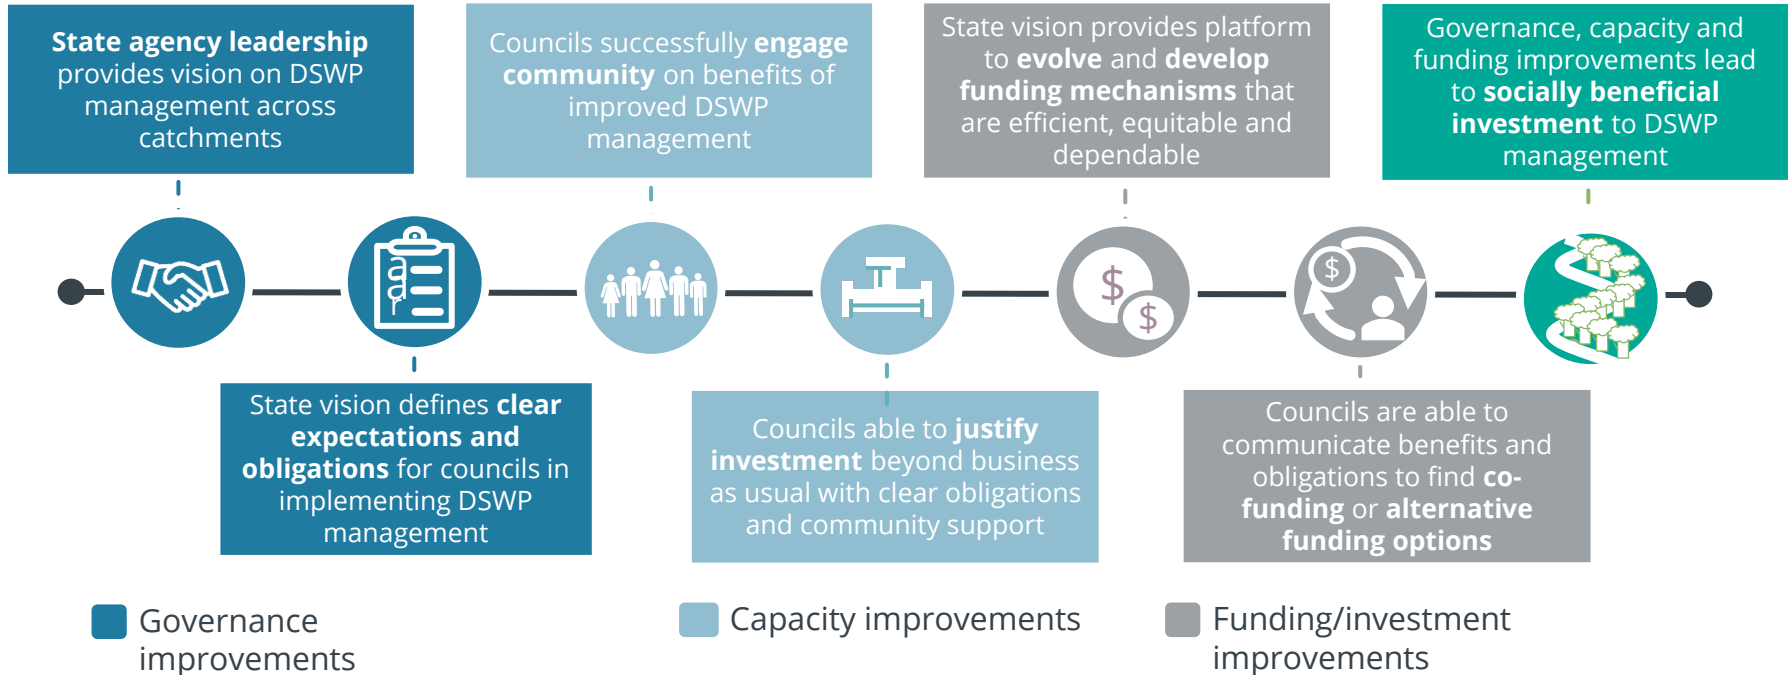 State agency leadership
provides vision on DSWP
management across
catchments
State vision defines clear
expectations and
obligations for councils in
implementing DSWP
management
Councils successfully engage
community on benefits of
improved DSWP
management
Councils able to justify
investment beyond business
as usual with clear obligations
and community support
State vision provides platform
to evolve and develop
funding mechanisms that
are efficient, equitable and
dependable
Councils are able to
communicate benefits and
obligations to find co-
funding or alternative
funding options
Governance, capacity and
funding improvements lead
to socially beneficial
investment to DSWP
management
a
a
r
$
$
$
Governance
improvements
Capacity improvements
Funding/investment
improvements